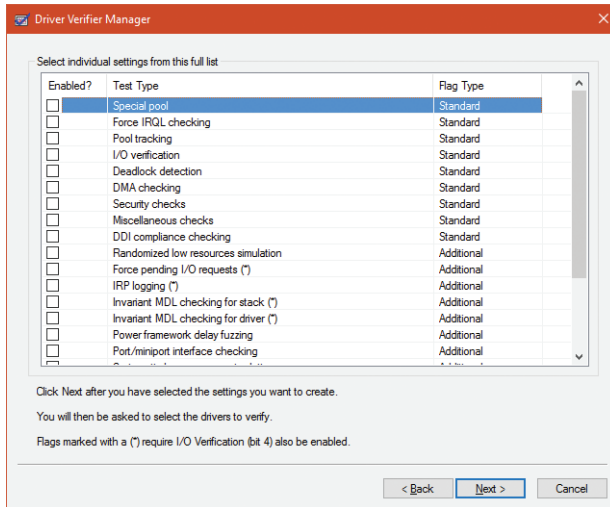 Driver Verifier Manager
Select individual settings from this full list
Enabled? Test Type Flag Type
Special pool Standard
Force IRQL checking Standard
Pool tracking Standard
I/O verification Standard
Deadlock detection Standard
DMA checking Standard
Security checks Standard
Miscellaneous checks Standard
DDI compliance checking Standard
Randomized low resources simulation Additional
Force pending I/O requests (*) Additional
IRP logging (*) Additional
Invariant MDL checking for stack (*) Additional
Invariant MDL checking for driver (*) Additional
Power framework delay fuzzing Additional
Port/miniport interface checking Additional
Click Next after you have selected the settings you want to create.
You will then be asked to select the drivers to verify.
Flags marked with a (*) require I/O Verification (bit 4) also be enabled.
< Back Next > Cancel